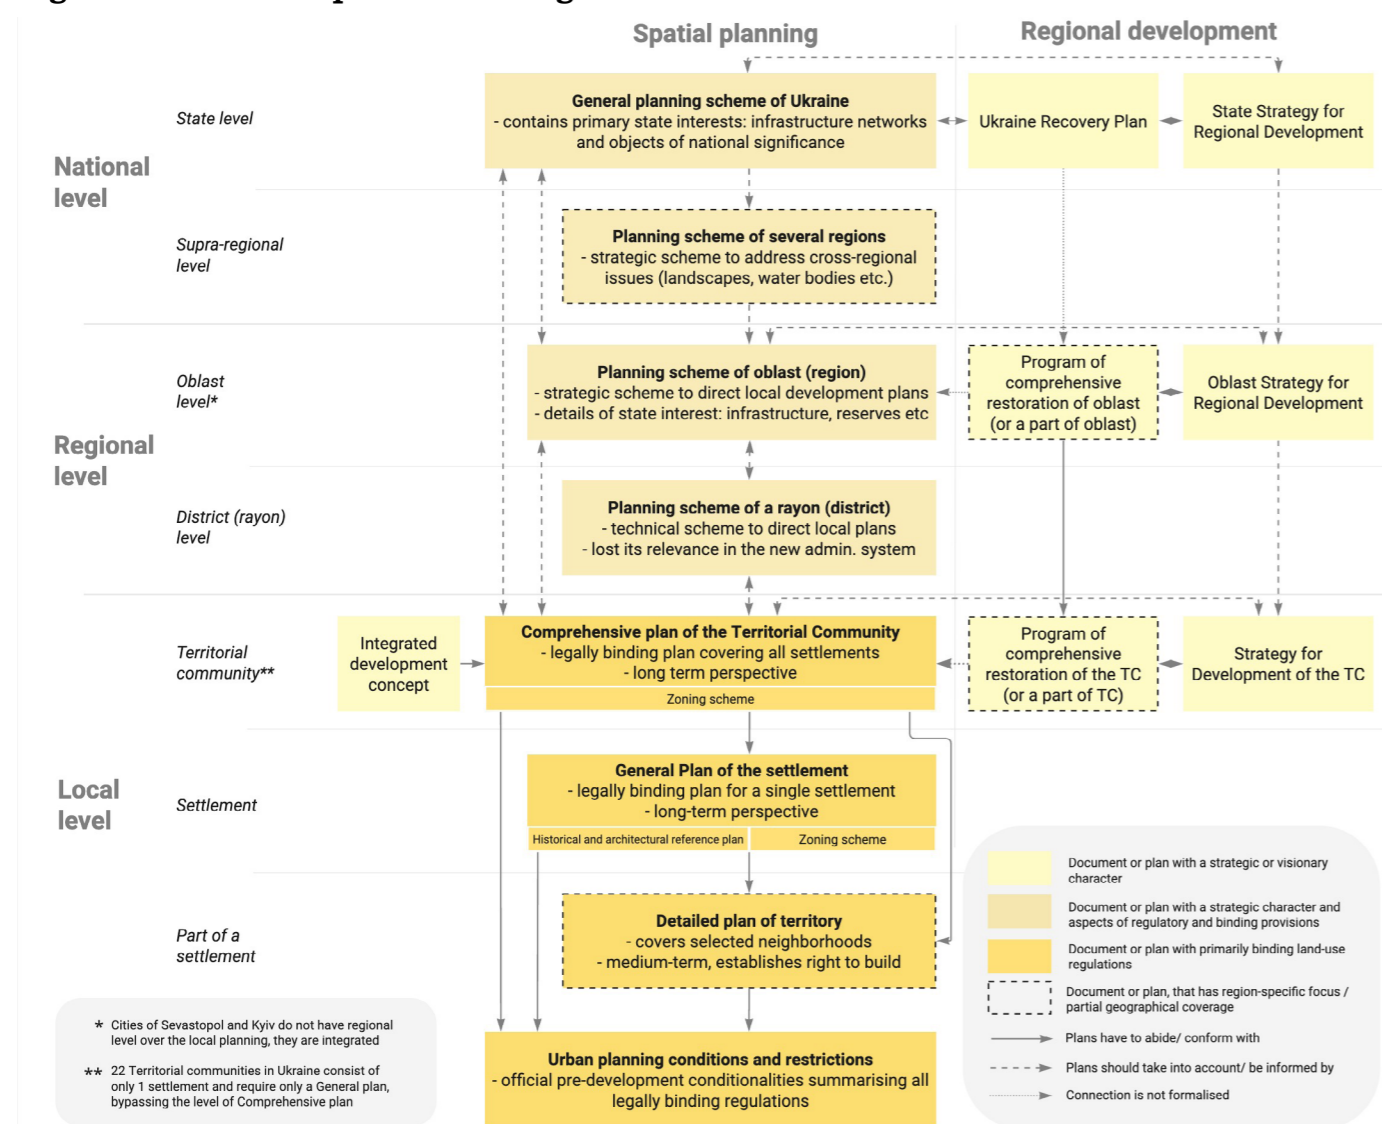 Spatial planning
Regional development
National
level
State level
General planning scheme of Ukraine
- contains primary state interests: infrastructure networks
and objects of national significance
Ukraine Recovery Plan
State Strategy for
Regional Development
Supra-regional
level
Planning scheme of several regions
- strategic scheme to address cross-regional
issues (landscapes, water bodies etc.)
Regional
level
Oblast
level*
Planning scheme of oblast (region)
- strategic scheme to direct local development plans
- details of state interest: infrastructure, reserves etc
Program of
comprehensive
restoration of oblast
(or a part of oblast)
Oblast Strategy for
Regional Development
District (rayon)
level
Planning scheme of a rayon (district)
- technical scheme to direct local plans
- lost its relevance in the new admin. system
Local
level
Territorial
community**
Integrated
development
concept
Comprehensive plan of the Territorial Community
- legally binding plan covering all settlements
- long term perspective
Zoning scheme
Program of
comprehensive
restoration of the TC
(or a part of TC)
Strategy for
Development of the TC
Settlement
General Plan of the settlement
- legally binding plan for a single settlement
- long-term perspective
Historical and architectural reference plan
Zoning scheme
Part of a
settlement
Detailed plan of territory
- covers selected neighborhoods
- medium-term, establishes right to build
Urban planning conditions and restrictions
- official pre-development conditionalities summarising all
legally binding regulations
* Cities of Sevastopol and Kyiv do not have regional
level over the local planning, they are integrated
** 22 Territorial communities in Ukraine consist of
only 1 settlement and require only a General plan,
bypassing the level of Comprehensive plan
Document or plan with a strategic or visionary
character
Document or plan with a strategic character and
aspects of regulatory and binding provisions
Document or plan with primarily binding land-use
regulations
Document or plan, that has region-specific focus /
partial geographical coverage
Plans have to abide/ conform with
Plans should take into account/ be informed by
Connection is not formalised